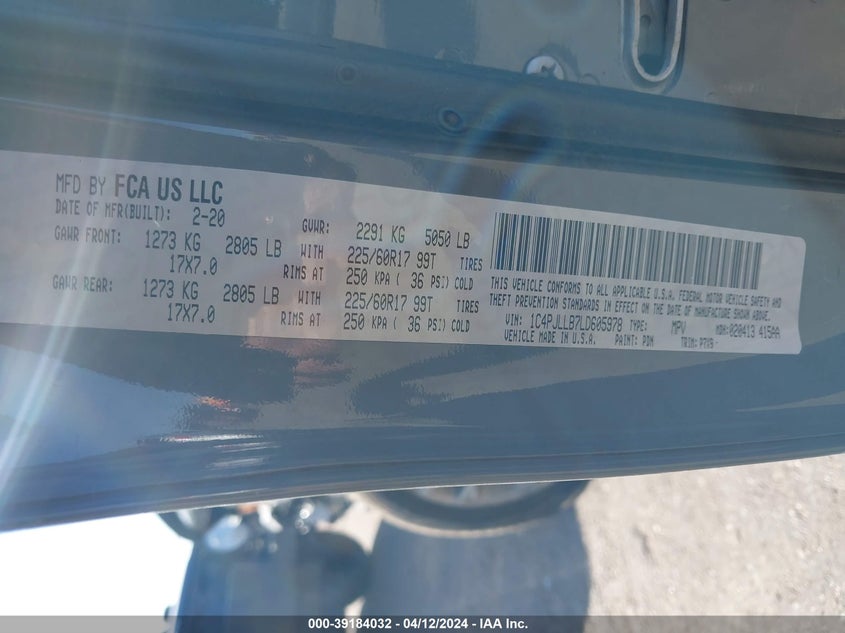 MFD BY FCA US LLC
DATE OF MFR(BUILT): 2-20 GVWR: 2291 KG 5050 LB
GAWR FRONT: 1273 KG 2805 LB WITH 225/60R17 99T TIRES
17X7.0 RIMS AT 250 KPA ( 36 PSI) COLD
GAWR REAR: 1273 KG 2805 LB WITH 225/60R17 99T TIRES
17X7.0 RIMS AT 250 KPA ( 36 PSI) COLD
THIS VEHICLE CONFORMS TO ALL APPLICABLE U.S.A. FEDERAL MOTOR VEHICLE SAFETY AND
THEFT PREVENTION STANDARDS IN EFFECT ON THE DATE OF MANUFACTURE SHOWN ABOVE.
VIN: 1C4PJLLB7LD605978 TYPE: MPV MDH: 020413 415AA
VEHICLE MADE IN U.S.A. PAINT: PDN TRIM:
000-39184032 - 04/12/2024 - IAA Inc.